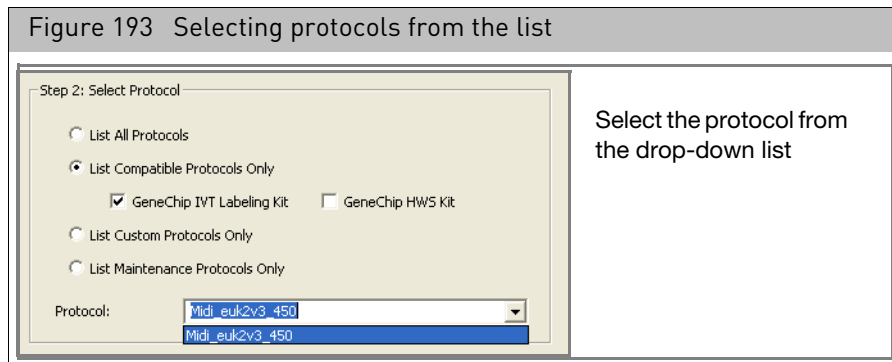 Figure 193 Selecting protocols from the list
Step 2: Select Protocol
List All Protocols
List Compatible Protocols Only
GeneChip IVT Labeling Kit GeneChip HWS Kit
List Custom Protocols Only
List Maintenance Protocols Only
Protocol: Midi_euk2v3_450
Midi_euk2v3_450
Select the protocol from
the drop-down list